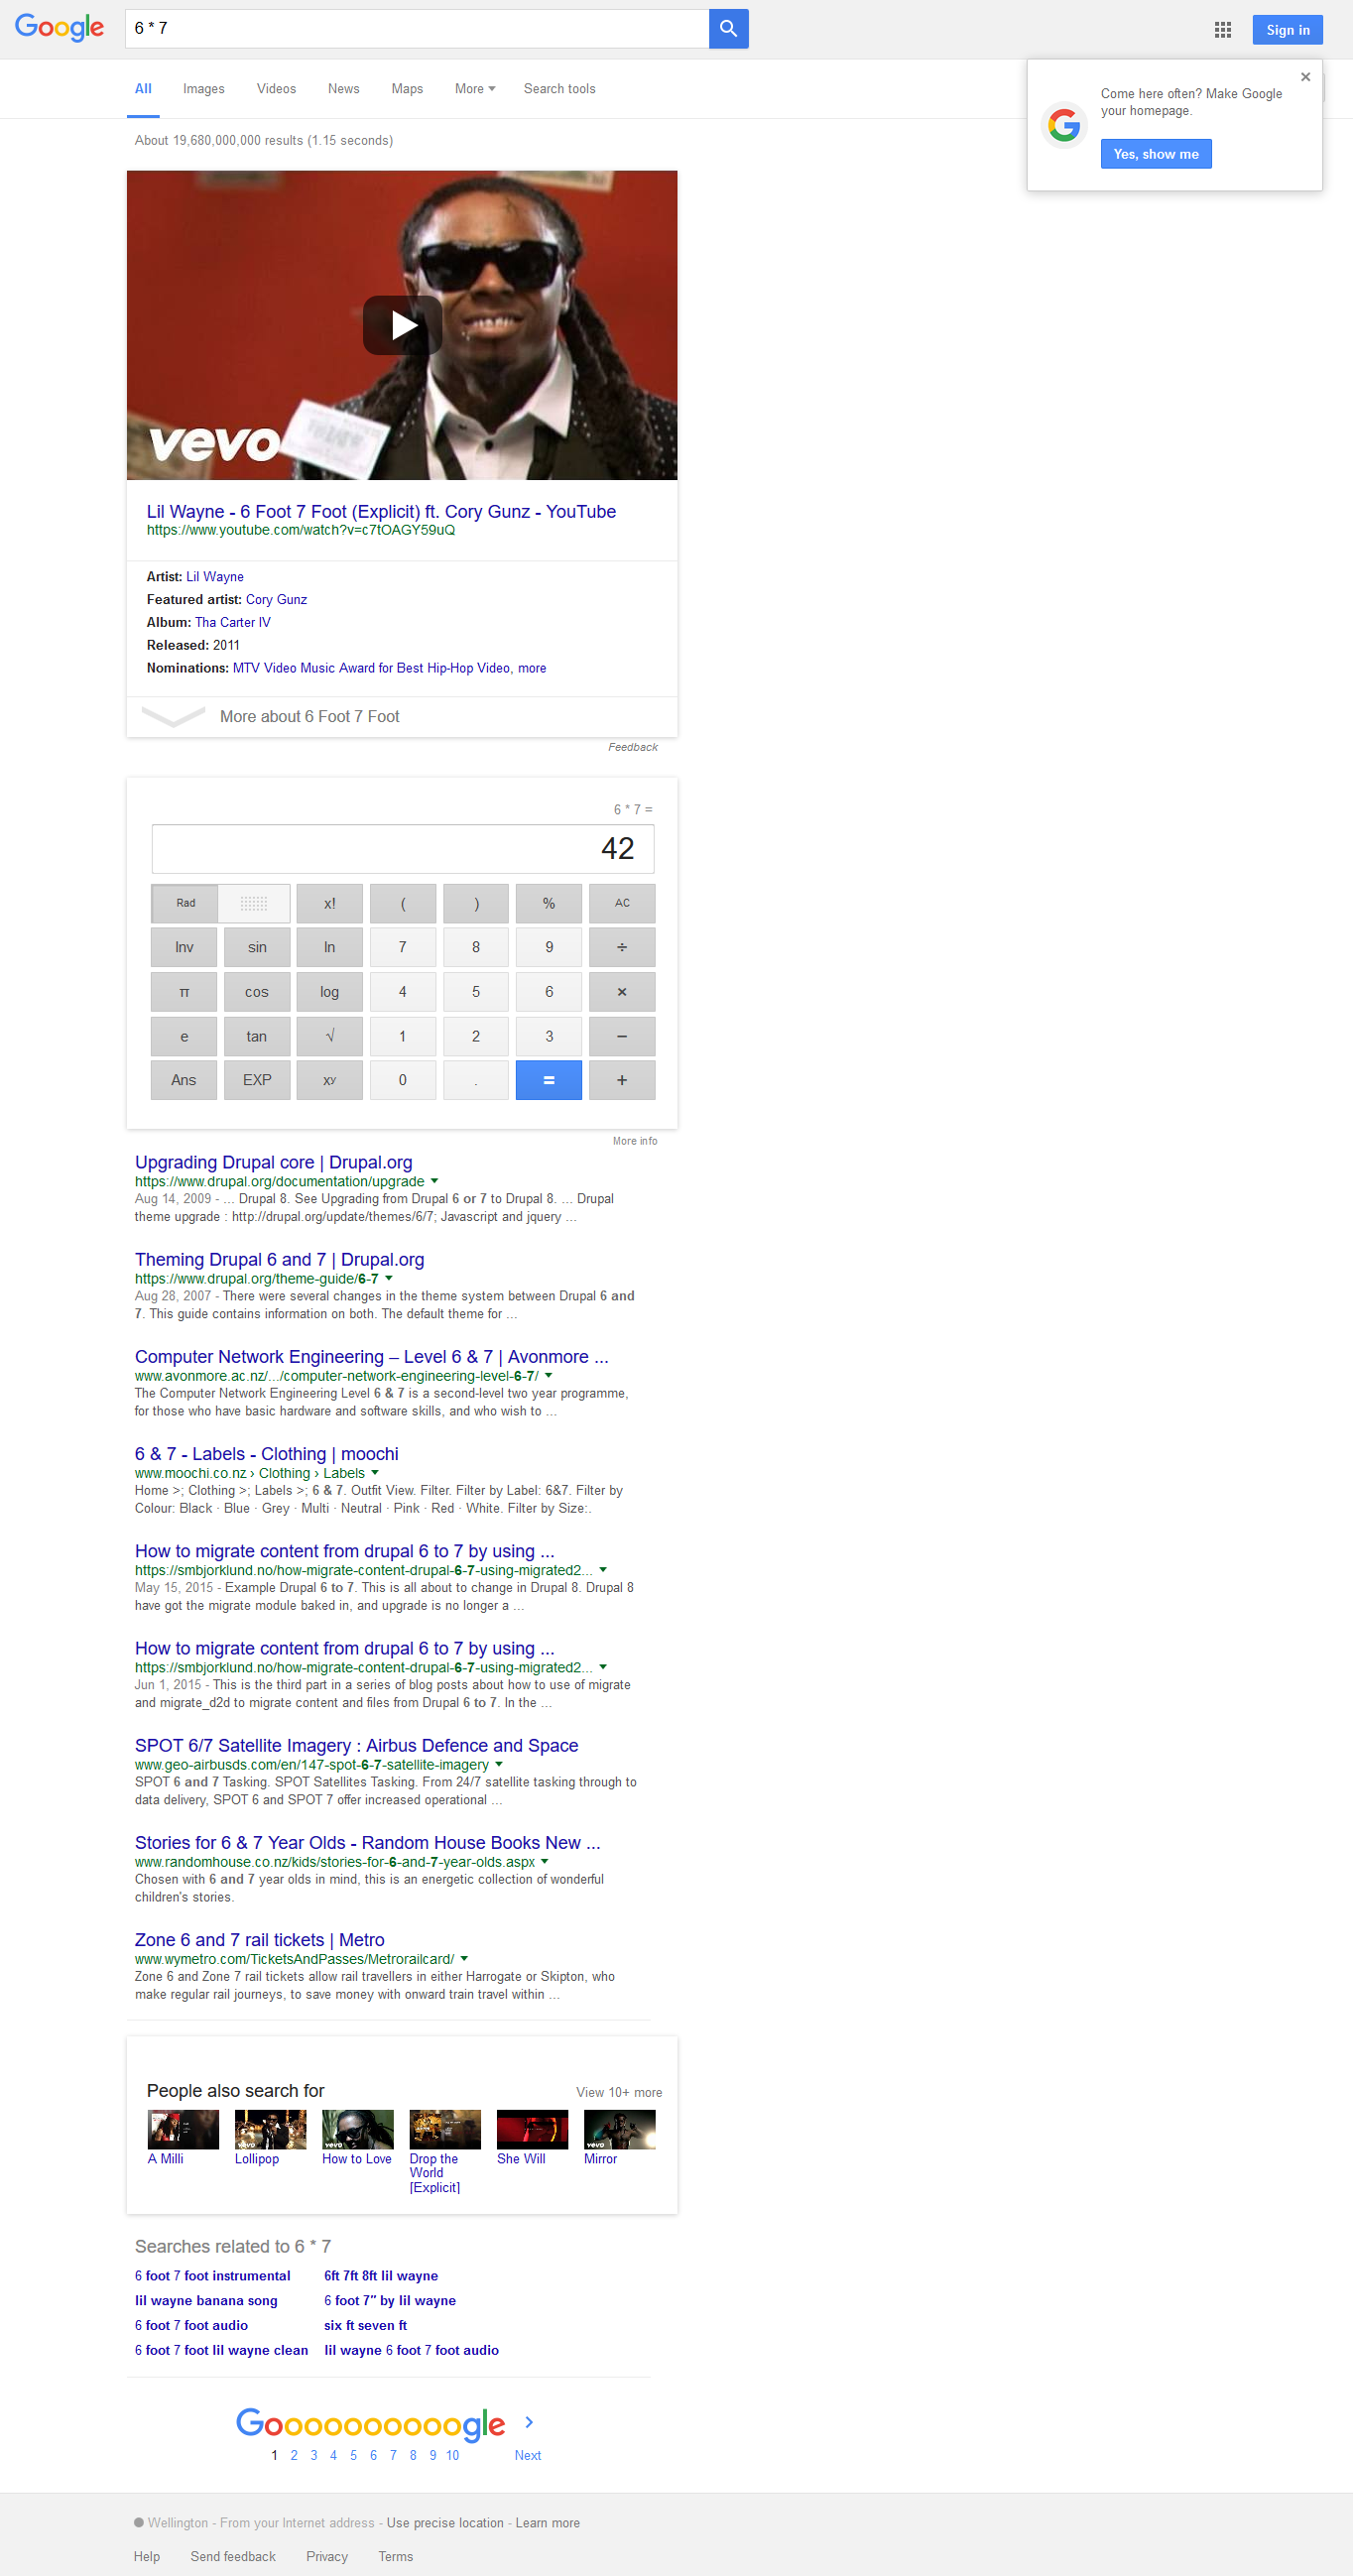 Google
6 * 7
Sign in
All Images Videos News Maps More Search tools
Come here often? Make Google
your homepage.
Yes, show me
About 19,680,000,000 results (1.15 seconds)
vevo
Lil Wayne - 6 Foot 7 Foot (Explicit) ft. Cory Gunz - YouTube
https://www.youtube.com/watch?v=c7tOAGY59uQ
Artist: Lil Wayne
Featured artist: Cory Gunz
Album: Tha Carter IV
Released: 2011
Nominations: MTV Video Music Award for Best Hip-Hop Video, more
More about 6 Foot 7 Foot
Feedback
6 * 7 =
42
Rad x! ( ) % AC
Inv sin ln 7 8 9 ÷
π cos log 4 5 6 ×
e tan √ 1 2 3 −
Ans EXP xʸ 0 . = +
More info
Upgrading Drupal core | Drupal.org
https://www.drupal.org/documentation/upgrade
Aug 14, 2009 - ... Drupal 8. See Upgrading from Drupal 6 or 7 to Drupal 8. ... Drupal
theme upgrade : http://drupal.org/update/themes/6/7; Javascript and jquery ...
Theming Drupal 6 and 7 | Drupal.org
https://www.drupal.org/theme-guide/6-7
Aug 28, 2007 - There were several changes in the theme system between Drupal 6 and
7. This guide contains information on both. The default theme for ...
Computer Network Engineering – Level 6 & 7 | Avonmore ...
www.avonmore.ac.nz/.../computer-network-engineering-level-6-7/
The Computer Network Engineering Level 6 & 7 is a second-level two year programme,
for those who have basic hardware and software skills, and who wish to ...
6 & 7 - Labels - Clothing | moochi
www.moochi.co.nz › Clothing › Labels
Home >; Clothing >; Labels >; 6 & 7. Outfit View. Filter. Filter by Label: 6&7. Filter by
Colour: Black · Blue · Grey · Multi · Neutral · Pink · Red · White. Filter by Size:.
How to migrate content from drupal 6 to 7 by using ...
https://smbjorklund.no/how-migrate-content-drupal-6-7-using-migrated2...
May 15, 2015 - Example Drupal 6 to 7. This is all about to change in Drupal 8. Drupal 8
have got the migrate module baked in, and upgrade is no longer a ...
How to migrate content from drupal 6 to 7 by using ...
https://smbjorklund.no/how-migrate-content-drupal-6-7-using-migrated2...
Jun 1, 2015 - This is the third part in a series of blog posts about how to use of migrate
and migrate_d2d to migrate content and files from Drupal 6 to 7. In the ...
SPOT 6/7 Satellite Imagery : Airbus Defence and Space
www.geo-airbusds.com/en/147-spot-6-7-satellite-imagery
SPOT 6 and 7 Tasking. SPOT Satellites Tasking. From 24/7 satellite tasking through to
data delivery, SPOT 6 and SPOT 7 offer increased operational ...
Stories for 6 & 7 Year Olds - Random House Books New ...
www.randomhouse.co.nz/kids/stories-for-6-and-7-year-olds.aspx
Chosen with 6 and 7 year olds in mind, this is an energetic collection of wonderful
children's stories.
Zone 6 and 7 rail tickets | Metro
www.wymetro.com/TicketsAndPasses/Metrorailcard/
Zone 6 and Zone 7 rail tickets allow rail travellers in either Harrogate or Skipton, who
make regular rail journeys, to save money with onward train travel within ...
People also search for View 10+ more
A Milli
Lollipop
How to Love
Drop the
World
[Explicit]
She Will
Mirror
Searches related to 6 * 7
6 foot 7 foot instrumental 6ft 7ft 8ft lil wayne
lil wayne banana song 6 foot 7" by lil wayne
6 foot 7 foot audio six ft seven ft
6 foot 7 foot lil wayne clean lil wayne 6 foot 7 foot audio
Goooooooooogle
1 2 3 4 5 6 7 8 9 10 Next
Wellington - From your Internet address - Use precise location - Learn more
Help Send feedback Privacy Terms